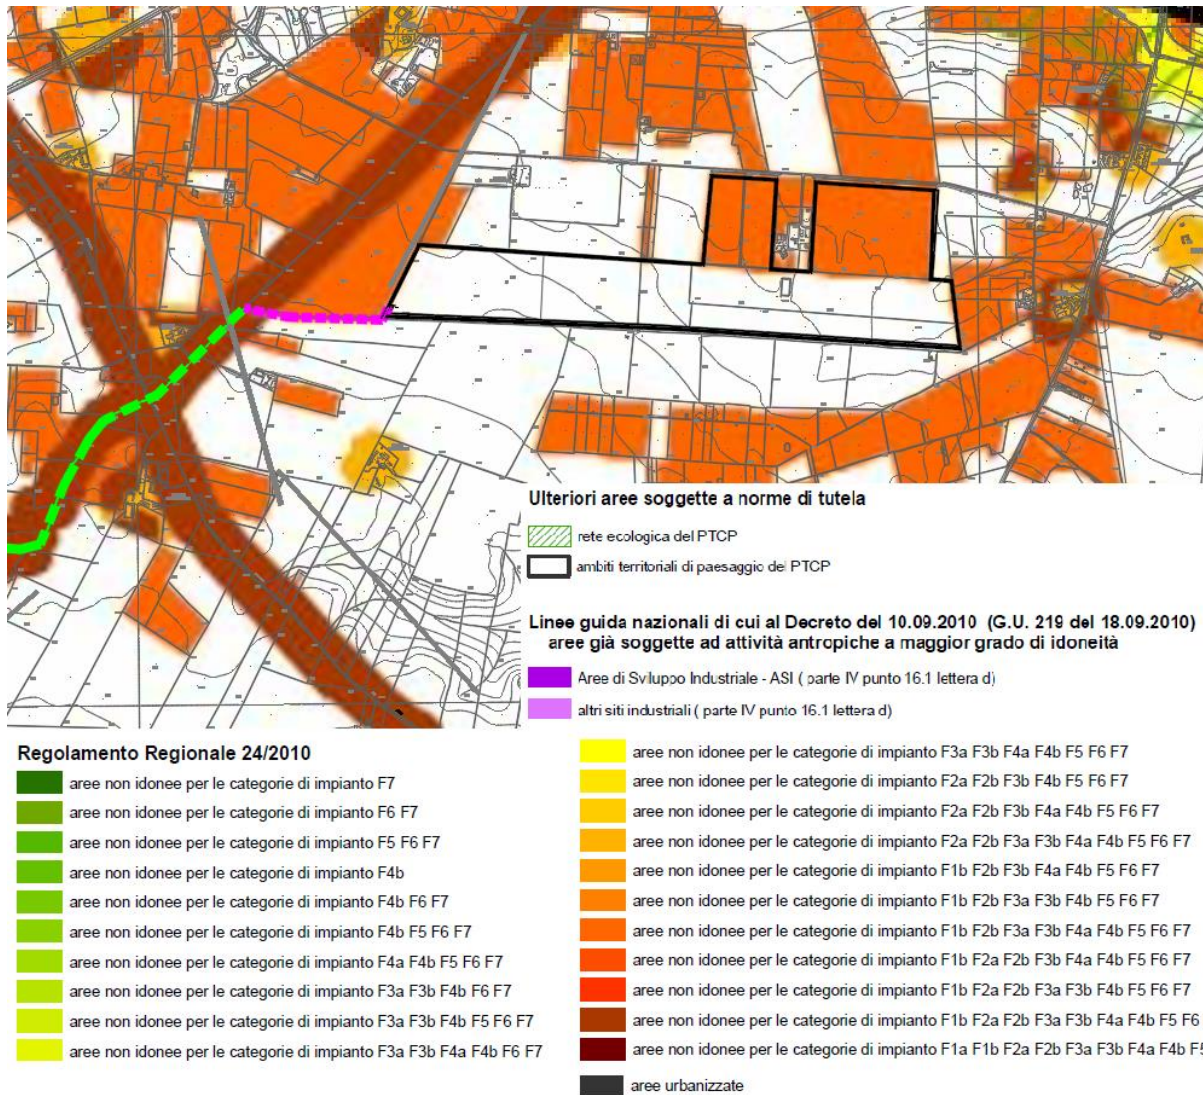 Ulteriori aree soggette a norme di tutela
rete ecologica del PTCP
ambiti territoriali di paesaggio del PTCP
Linee guida nazionali di cui al Decreto del 10.09.2010 (G.U. 219 del 18.09.2010)
aree già soggette ad attività antropiche a maggior grado di idoneità
Aree di Sviluppo Industriale - ASI ( parte IV punto 16.1 lettera d)
altri siti industriali ( parte IV punto 16.1 lettera d)
Regolamento Regionale 24/2010
aree non idonee per le categorie di impianto F7
aree non idonee per le categorie di impianto F6 F7
aree non idonee per le categorie di impianto F5 F6 F7
aree non idonee per le categorie di impianto F4b
aree non idonee per le categorie di impianto F4b F6 F7
aree non idonee per le categorie di impianto F4b F5 F6 F7
aree non idonee per le categorie di impianto F4a F4b F5 F6 F7
aree non idonee per le categorie di impianto F3a F3b F4b F6 F7
aree non idonee per le categorie di impianto F3a F3b F4b F5 F6 F7
aree non idonee per le categorie di impianto F3a F3b F4a F4b F6 F7
aree non idonee per le categorie di impianto F3a F3b F4a F4b F5 F6 F7
aree non idonee per le categorie di impianto F2a F2b F3b F4b F5 F6 F7
aree non idonee per le categorie di impianto F2a F2b F3b F4a F4b F5 F6 F7
aree non idonee per le categorie di impianto F2a F2b F3a F3b F4a F4b F5 F6 F7
aree non idonee per le categorie di impianto F1b F2b F3b F4a F4b F5 F6 F7
aree non idonee per le categorie di impianto F1b F2b F3a F3b F4b F5 F6 F7
aree non idonee per le categorie di impianto F1b F2b F3a F3b F4a F4b F5 F6 F7
aree non idonee per le categorie di impianto F1b F2a F2b F3b F4a F4b F5 F6 F7
aree non idonee per le categorie di impianto F1b F2a F2b F3a F3b F4b F5 F6 F7
aree non idonee per le categorie di impianto F1b F2a F2b F3a F3b F4a F4b F5 F6
aree non idonee per le categorie di impianto F1a F1b F2a F2b F3a F3b F4a F4b F5
aree urbanizzate